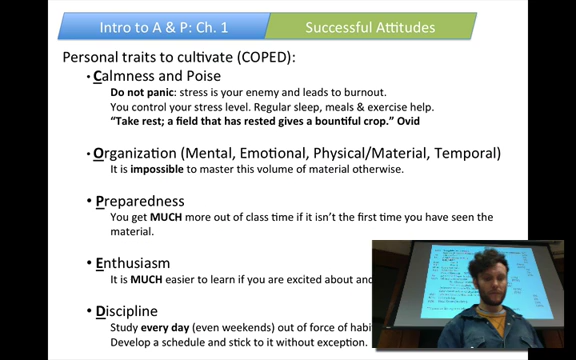 Intro to A & P: Ch. 1
Successful Attitudes
Personal traits to cultivate (COPED):
• Calmness and Poise
Do not panic: stress is your enemy and leads to burnout.
You control your stress level. Regular sleep, meals & exercise help.
"Take rest; a field that has rested gives a bountiful crop." Ovid
• Organization (Mental, Emotional, Physical/Material, Temporal)
It is impossible to master this volume of material otherwise.
• Preparedness
You get MUCH more out of class time if it isn't the first time you have seen the
material.
• Enthusiasm
It is MUCH easier to learn if you are excited about and
• Discipline
Study every day (even weekends) out of force of
Develop a schedule and stick to it without exception.